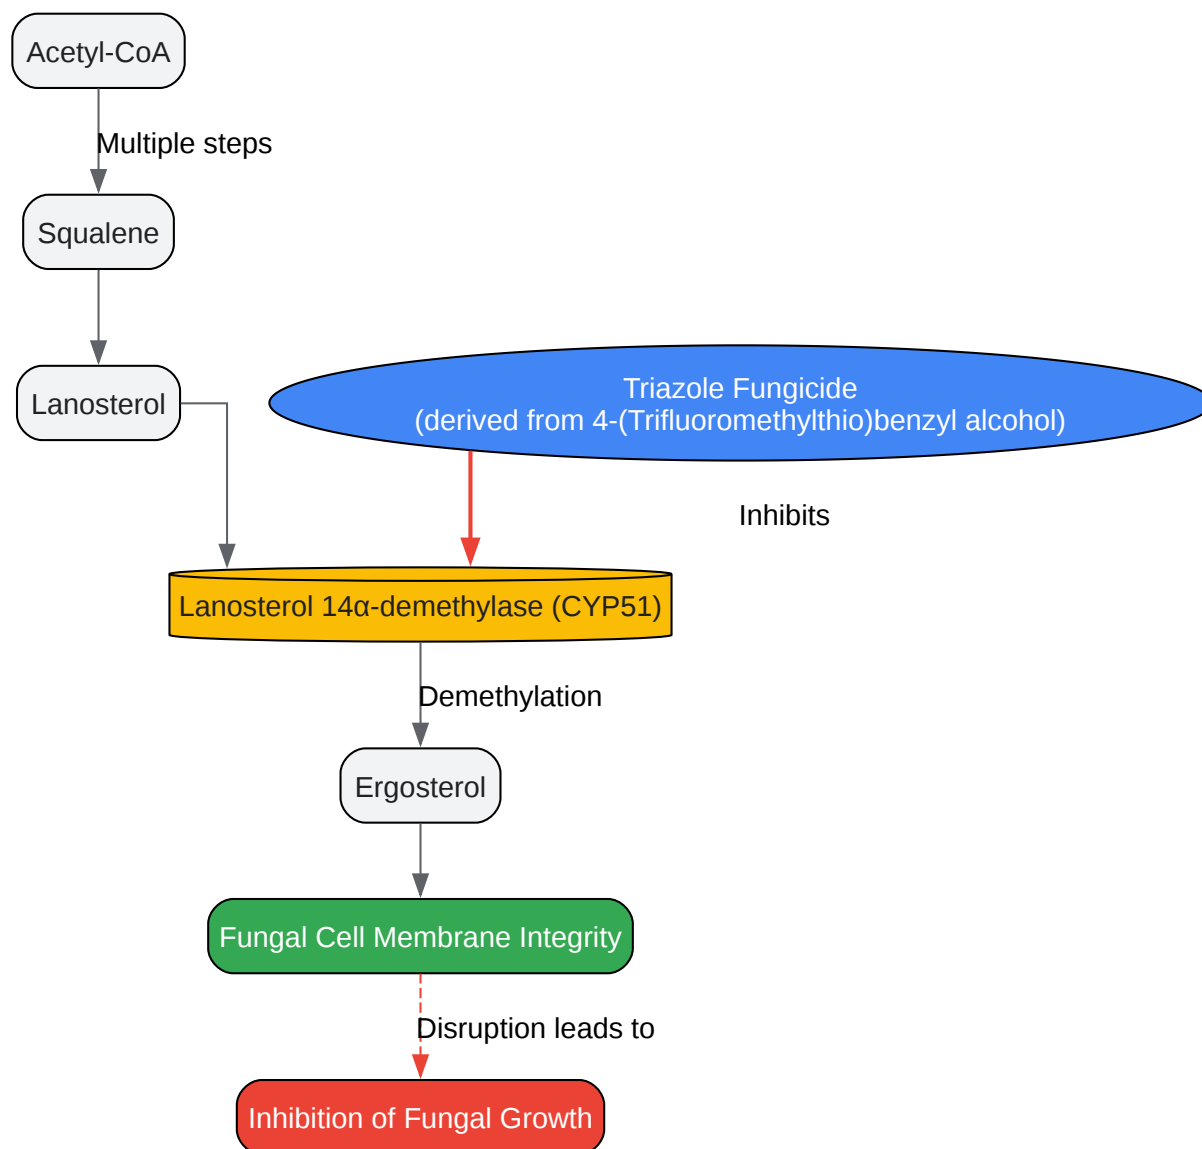 Acetyl-CoA
Multiple steps
Squalene
Lanosterol
Triazole Fungicide
(derived from 4-(Trifluoromethylthio)benzyl alcohol)
Inhibits
Lanosterol 14α-demethylase (CYP51)
Demethylation
Ergosterol
Fungal Cell Membrane Integrity
Disruption leads to
Inhibition of Fungal Growth